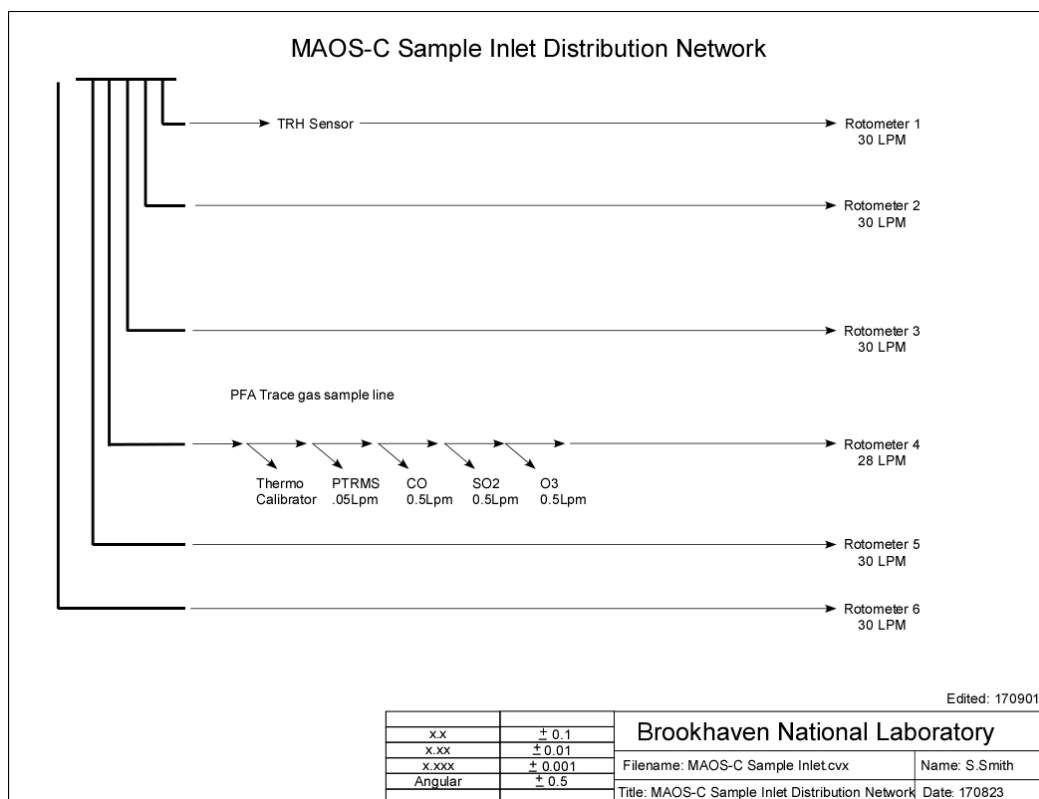 MAOS-C Sample Inlet Distribution Network
TRH Sensor
Rotometer 1
30 LPM
Rotometer 2
30 LPM
Rotometer 3
30 LPM
PFA Trace gas sample line
Rotometer 4
28 LPM
Thermo
Calibrator
PTRMS
.05Lpm
CO
0.5Lpm
SO2
0.5Lpm
O3
0.5Lpm
Rotometer 5
30 LPM
Rotometer 6
30 LPM
Edited: 170901
x.x ± 0.1
x.xx ± 0.01
x.xxx ± 0.001
Angular ± 0.5
Brookhaven National Laboratory
Filename: MAOS-C Sample Inlet.cvx
Name: S.Smith
Title: MAOS-C Sample Inlet Distribution Network
Date: 170823